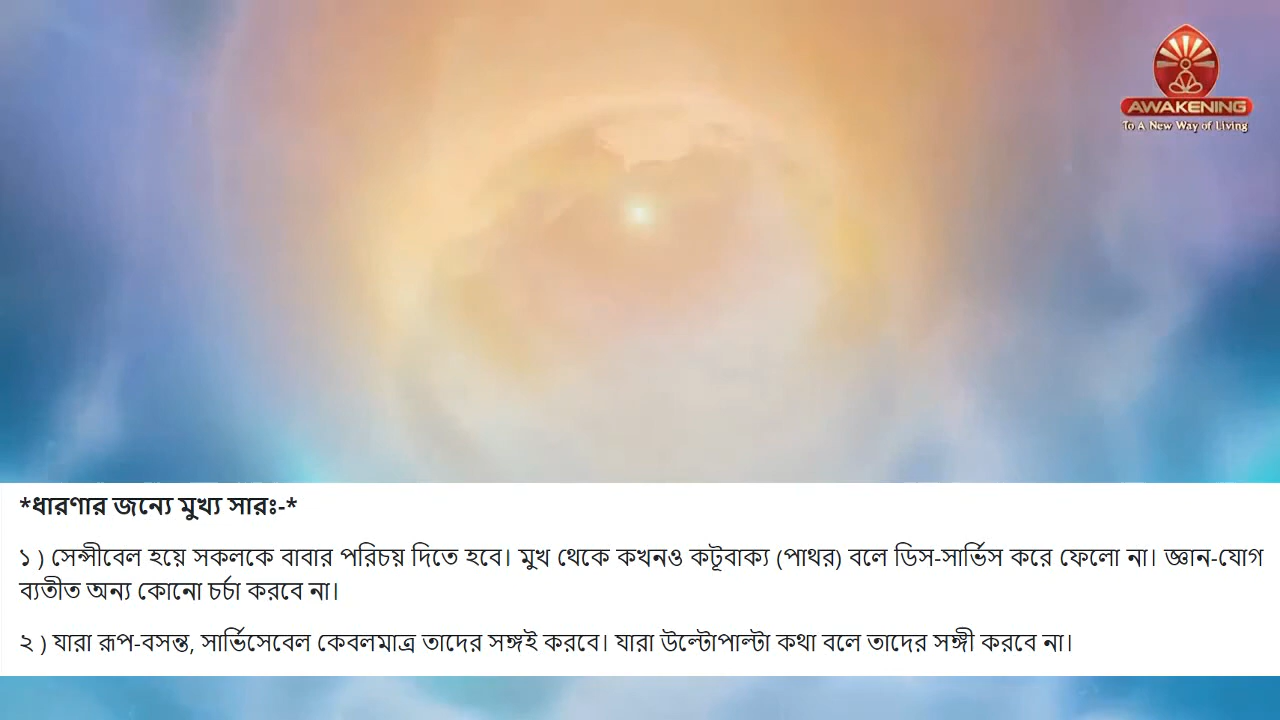 AWAKENING
To A New Way of Living
*ধারণার জন্যে মুখ্য সারঃ-*
১ ) সেন্সীবেল হয়ে সকলকে বাবার পরিচয় দিতে হবে। মুখ থেকে কখনও কটূবাক্য (পাথর) বলে ডিস-সার্ভিস করে ফেলো না। জ্ঞান-যোগ
ব্যতীত অন্য কোনো চর্চা করবে না।
২ ) যারা রূপ-বসন্ত, সার্ভিসেবেল কেবলমাত্র তাদের সঙ্গই করবে। যারা উল্টোপাল্টা কথা বলে তাদের সঙ্গী করবে না।